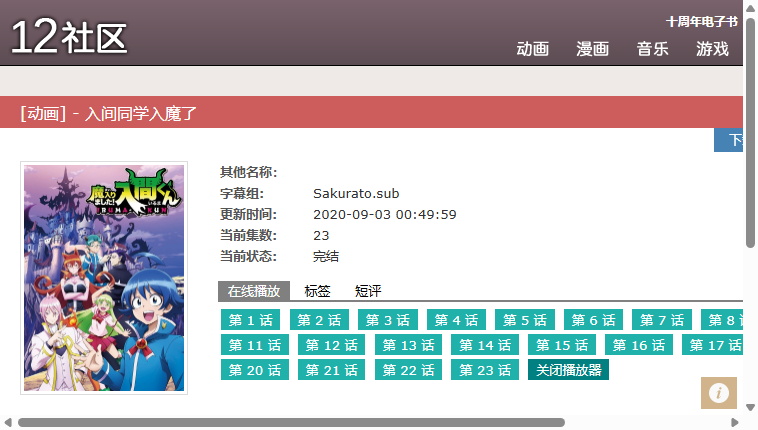 12社区
十周年电子书
动画 漫画 音乐 游戏
[动画] - 入间同学入魔了
魔入りました!
入間くん
IRUMA-KUN
其他名称：
字幕组： Sakurato.sub
更新时间： 2020-09-03 00:49:59
当前集数： 23
当前状态： 完结
在线播放 标签 短评
第 1 话 第 2 话 第 3 话 第 4 话 第 5 话 第 6 话 第 7 话 第 8
第 11 话 第 12 话 第 13 话 第 14 话 第 15 话 第 16 话 第 17 话
第 20 话 第 21 话 第 22 话 第 23 话 关闭播放器